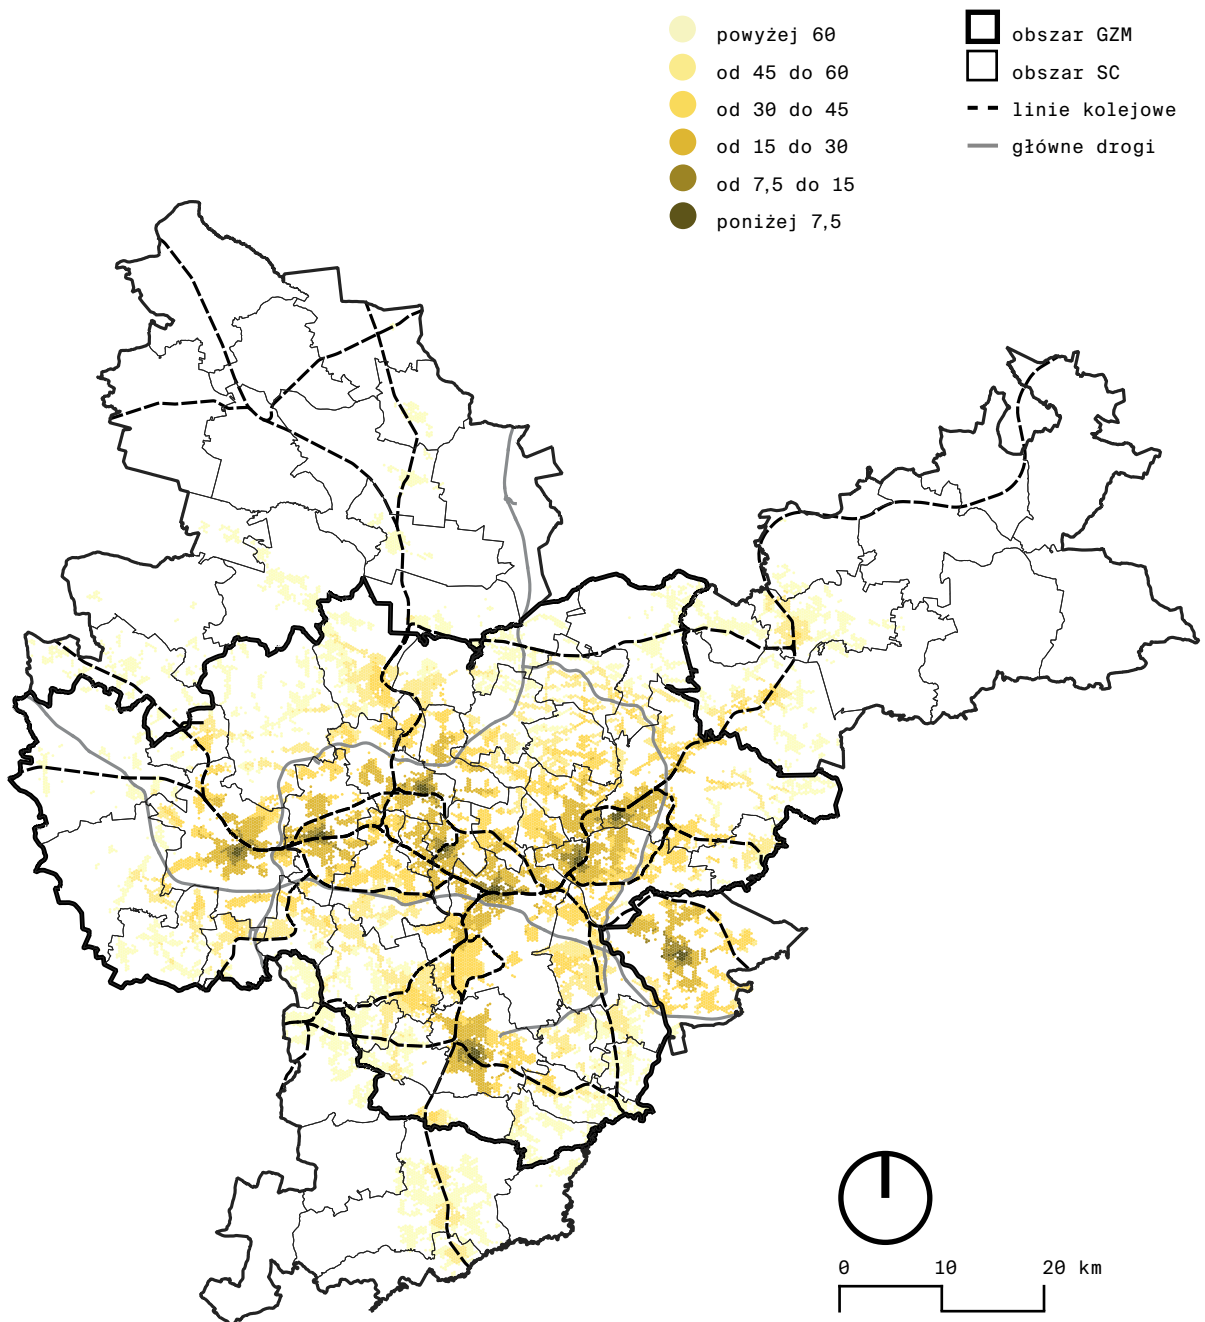 powyżej 60
od 45 do 60
od 30 do 45
od 15 do 30
od 7,5 do 15
poniżej 7,5
obszar GZM
obszar SC
linie kolejowe
główne drogi
0 10 20 km